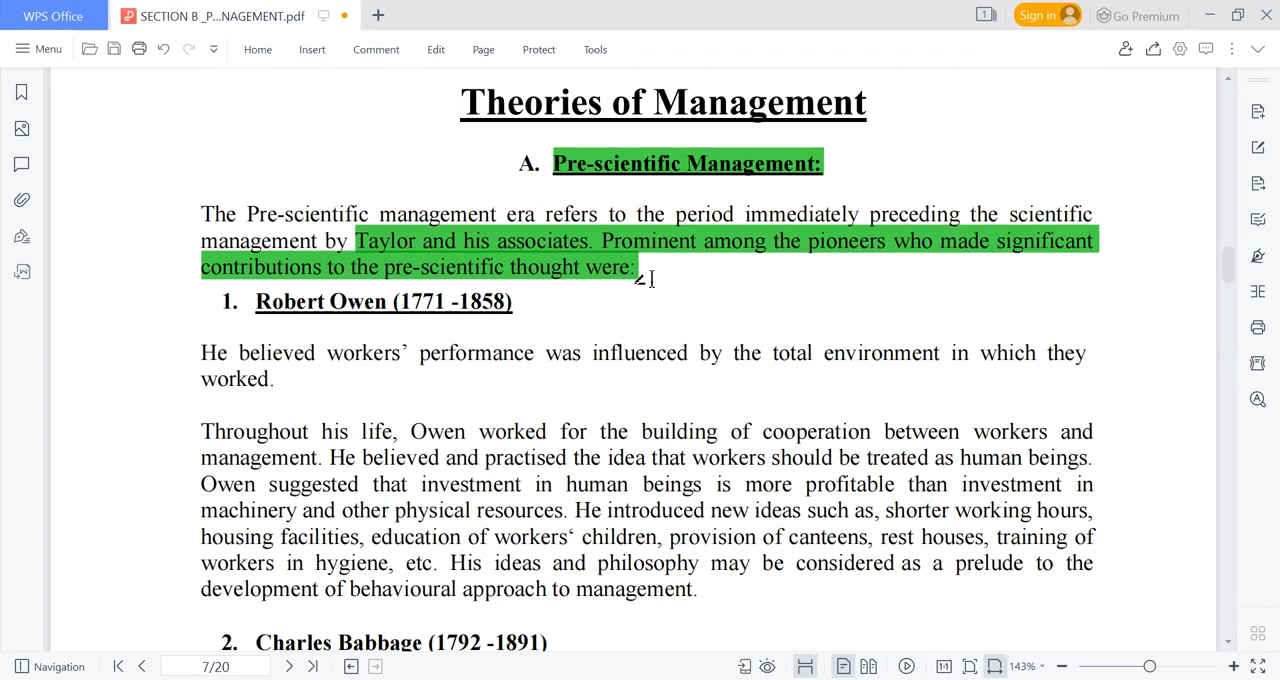 WPS Office
SECTION B _P...NAGEMENT.pdf
Sign in
Go Premium
Menu
Home
Insert
Comment
Edit
Page
Protect
Tools
Theories of Management
A. Pre-scientific Management:
The Pre-scientific management era refers to the period immediately preceding the scientific
management by Taylor and his associates. Prominent among the pioneers who made significant
contributions to the pre-scientific thought were:
1. Robert Owen (1771 -1858)
He believed workers’ performance was influenced by the total environment in which they
worked.
Throughout his life, Owen worked for the building of cooperation between workers and
management. He believed and practised the idea that workers should be treated as human beings.
Owen suggested that investment in human beings is more profitable than investment in
machinery and other physical resources. He introduced new ideas such as, shorter working hours,
housing facilities, education of workers‘ children, provision of canteens, rest houses, training of
workers in hygiene, etc. His ideas and philosophy may be considered as a prelude to the
development of behavioural approach to management.
2. Charles Babbage (1792 -1891)
Navigation
7/20
1:1
143%